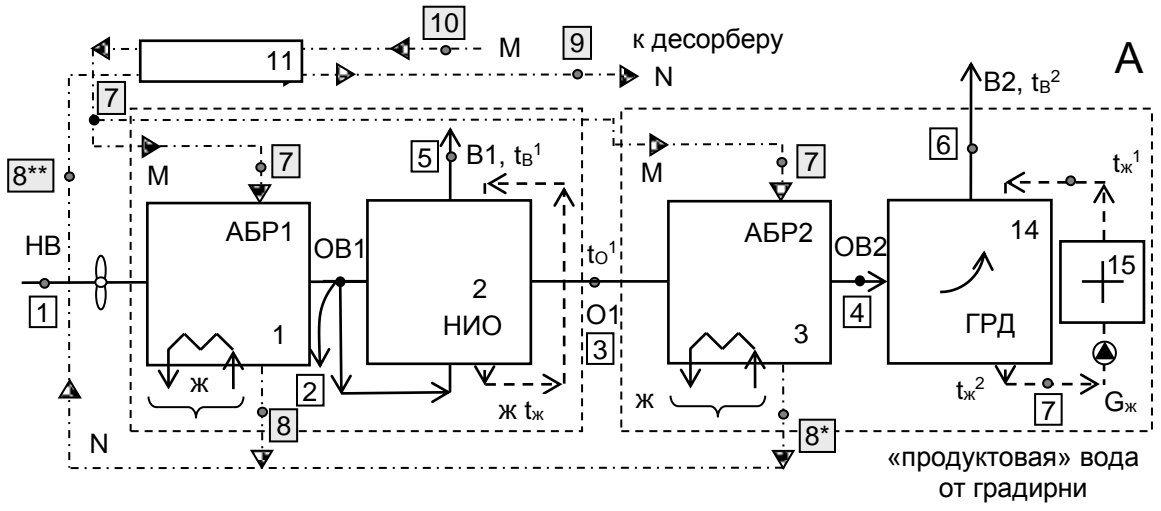 10
M
9
к десорберу
N
А
11
7
B2, tв²
5
B1, tв¹
6
7
M
7
M
tж¹
8**
НВ
АБР1
ОВ1
tо¹
АБР2
ОВ2
14
15
1
2
НИО
О1
3
4
ГРД
1
3
ж
2
ж tж
ж
tж²
7
Gж
N
8
8*
«продуктовая» вода
от градирни